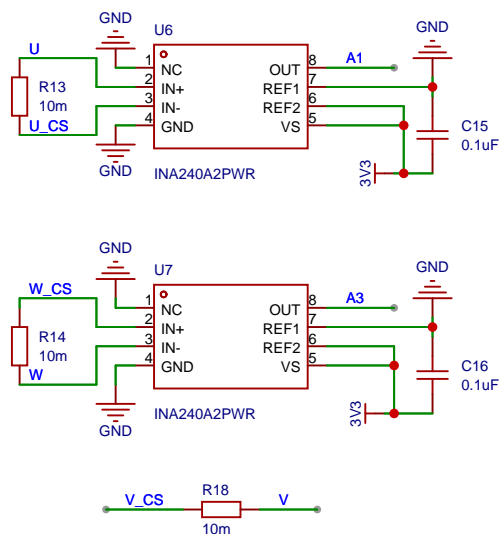 GND
U6
U
1
NC
OUT
8
A1
GND
R13
10m
2
IN+
REF1
7
3
IN-
REF2
6
U_CS
4
GND
VS
5
C15
0.1uF
GND
INA240A2PWR
3V3
GND
U7
W_CS
1
NC
OUT
8
A3
GND
R14
10m
2
IN+
REF1
7
3
IN-
REF2
6
W
4
GND
VS
5
C16
0.1uF
GND
INA240A2PWR
3V3
V_CS
R18
V
10m